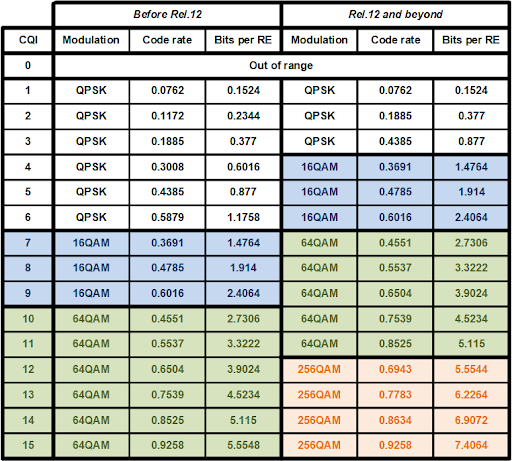 Before Rel.12 Rel.12 and beyond
CQI Modulation Code rate Bits per RE Modulation Code rate Bits per RE
0 Out of range
1 QPSK 0.0762 0.1524 QPSK 0.0762 0.1524
2 QPSK 0.1172 0.2344 QPSK 0.1885 0.377
3 QPSK 0.1885 0.377 QPSK 0.4385 0.877
4 QPSK 0.3008 0.6016 16QAM 0.3691 1.4764
5 QPSK 0.4385 0.877 16QAM 0.4785 1.914
6 QPSK 0.5879 1.1758 16QAM 0.6016 2.4064
7 16QAM 0.3691 1.4764 64QAM 0.4551 2.7306
8 16QAM 0.4785 1.914 64QAM 0.5537 3.3222
9 16QAM 0.6016 2.4064 64QAM 0.6504 3.9024
10 64QAM 0.4551 2.7306 64QAM 0.7539 4.5234
11 64QAM 0.5537 3.3222 64QAM 0.8525 5.115
12 64QAM 0.6504 3.9024 256QAM 0.6943 5.5544
13 64QAM 0.7539 4.5234 256QAM 0.7783 6.2264
14 64QAM 0.8525 5.115 256QAM 0.8634 6.9072
15 64QAM 0.9258 5.5548 256QAM 0.9258 7.4064